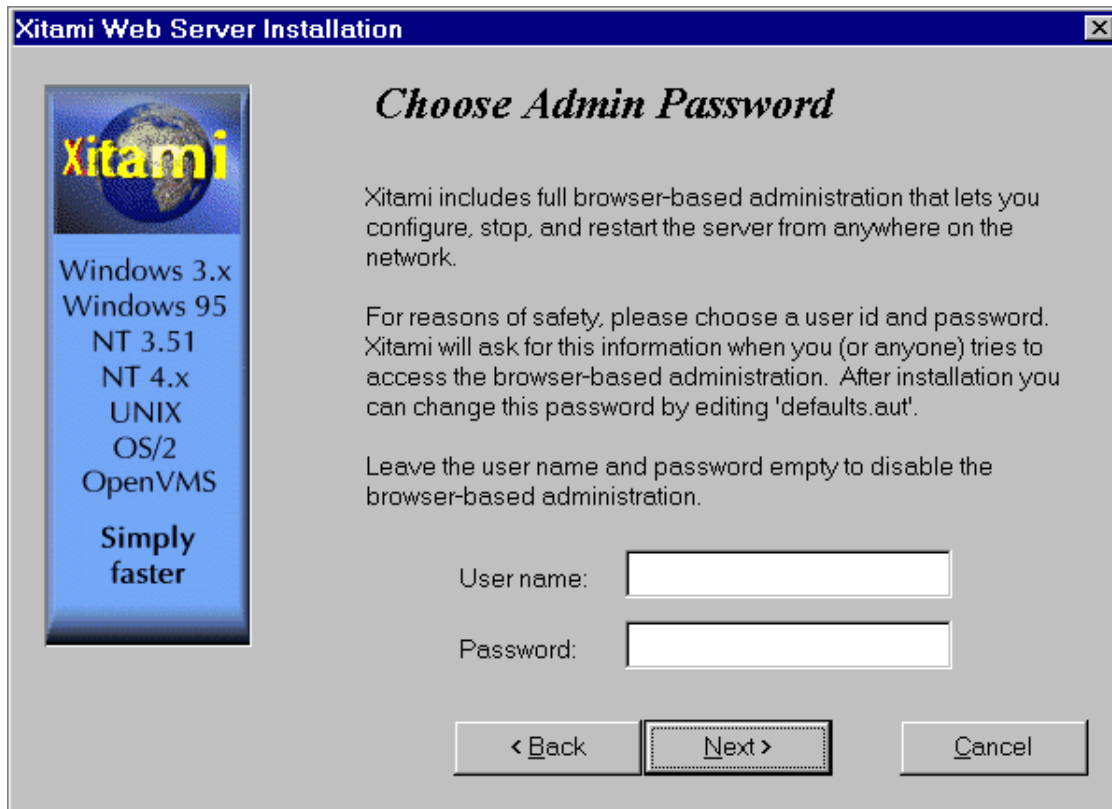 Xitami Web Server Installation
Xitami
Windows 3.x
Windows 95
NT 3.51
NT 4.x
UNIX
OS/2
OpenVMS
Simply
faster
Choose Admin Password
Xitami includes full browser-based administration that lets you
configure, stop, and restart the server from anywhere on the
network.
For reasons of safety, please choose a user id and password.
Xitami will ask for this information when you (or anyone) tries to
access the browser-based administration.  After installation you
can change this password by editing 'defaults.aut'.
Leave the user name and password empty to disable the
browser-based administration.
User name:
Password:
< Back
Next >
Cancel